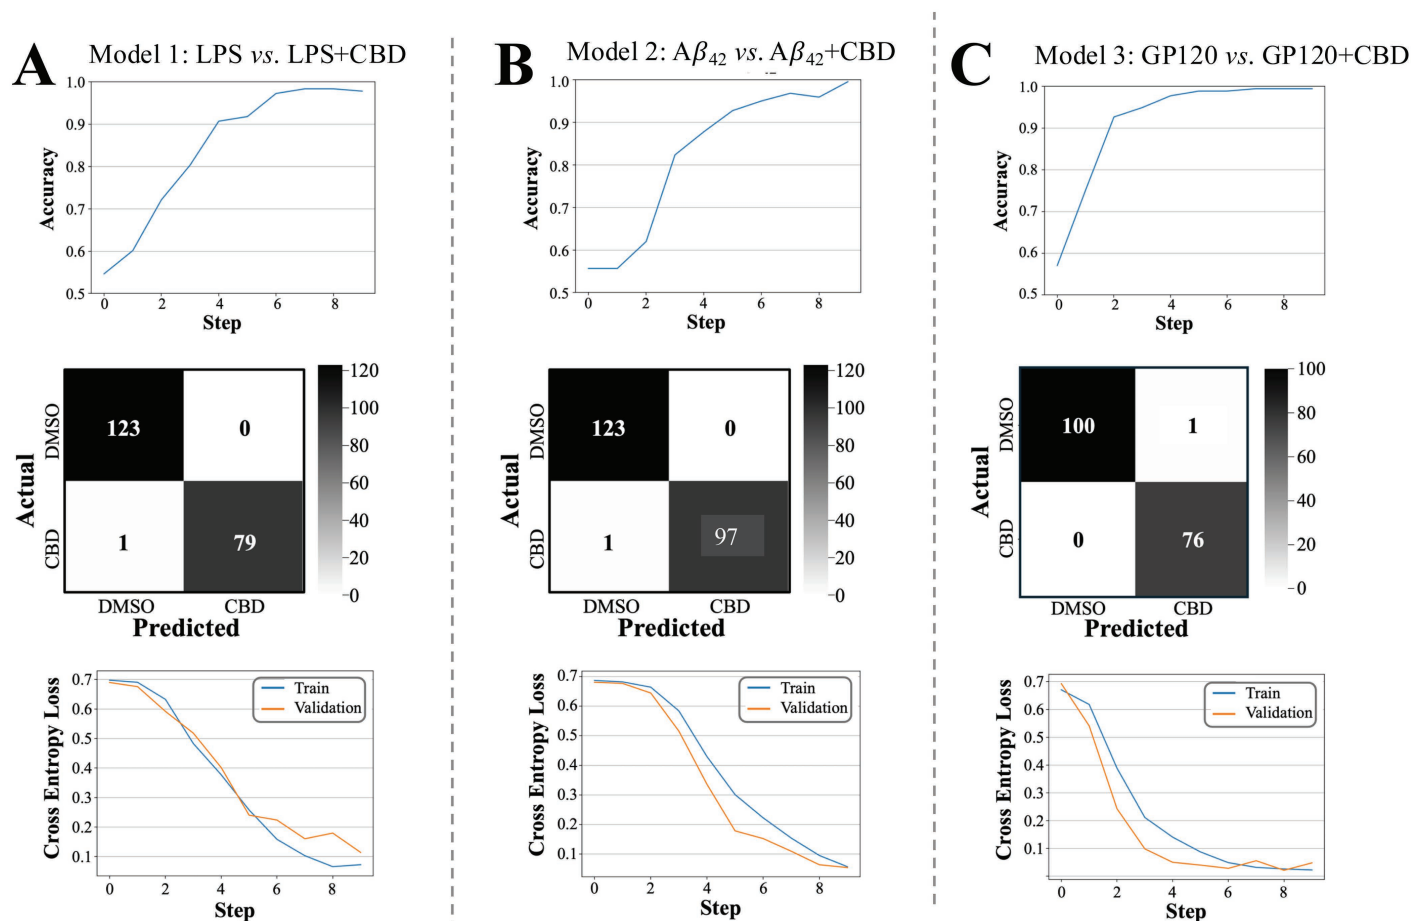 A
Model 1: LPS vs. LPS+CBD
1.0
0.9
0.8
0.7
0.6
0.5
Accuracy
0 2 4 6 8
Step
DMSO
CBD
Actual
123 0
1 79
DMSO CBD
Predicted
120
100
80
60
40
20
0
0.7
0.6
0.5
0.4
0.3
0.2
0.1
Cross Entropy Loss
Train
Validation
0 2 4 6 8
Step
B
Model 2: Aβ42 vs. Aβ42+CBD
1.0
0.9
0.8
0.7
0.6
0.5
Accuracy
0 2 4 6 8
Step
DMSO
CBD
Actual
123 0
1 97
DMSO CBD
Predicted
120
100
80
60
40
20
0
0.7
0.6
0.5
0.4
0.3
0.2
0.1
Cross Entropy Loss
Train
Validation
0 2 4 6 8
Step
C
Model 3: GP120 vs. GP120+CBD
1.0
0.9
0.8
0.7
0.6
0.5
Accuracy
0 2 4 6 8
Step
DMSO
CBD
Actual
100 1
0 76
DMSO CBD
Predicted
100
80
60
40
20
0
0.7
0.6
0.5
0.4
0.3
0.2
0.1
Cross Entropy Loss
Train
Validation
0 2 4 6 8
Step